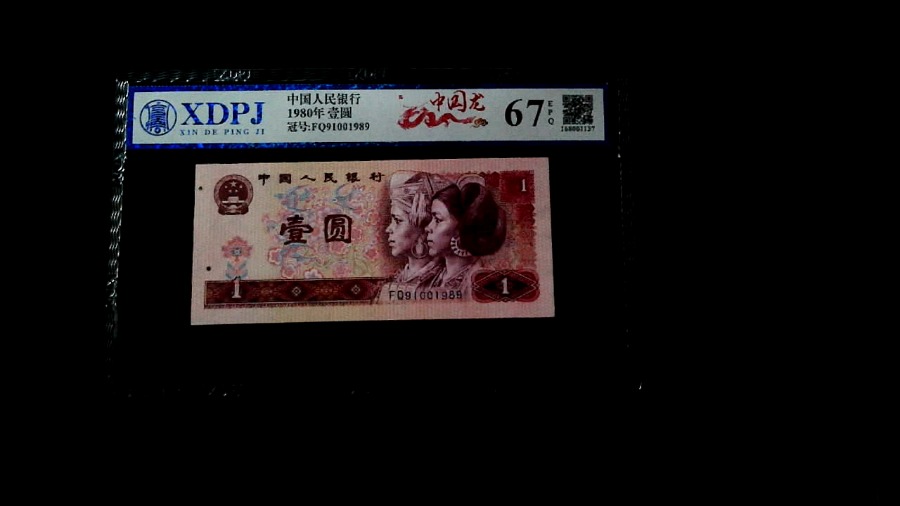 XDPJ
XIN DE PING JI
中国人民银行
1980年 壹圆
冠号:FQ91001989
中国龙
67
EPQ
中国人民银行
1
壹圆
1
FQ91001989
1